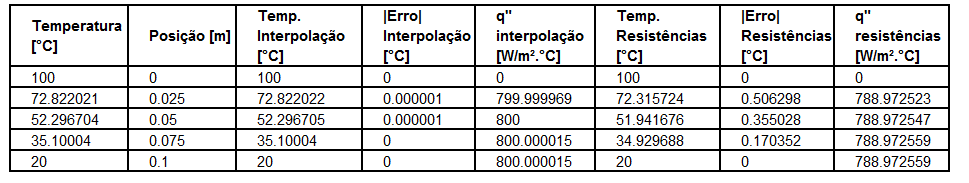 Temperatura [°C] | Posição [m] | Temp. Interpolação [°C] | |Erro| Interpolação [°C] | q'' interpolação [W/m².°C] | Temp. Resistências [°C] | |Erro| Resistências [°C] | q'' resistências [W/m².°C]
100 | 0 | 100 | 0 | 0 | 100 | 0 | 0
72.822021 | 0.025 | 72.822022 | 0.000001 | 799.999969 | 72.315724 | 0.506298 | 788.972523
52.296704 | 0.05 | 52.296705 | 0.000001 | 800 | 51.941676 | 0.355028 | 788.972547
35.10004 | 0.075 | 35.10004 | 0 | 800.000015 | 34.929688 | 0.170352 | 788.972559
20 | 0.1 | 20 | 0 | 800.000015 | 20 | 0 | 788.972559